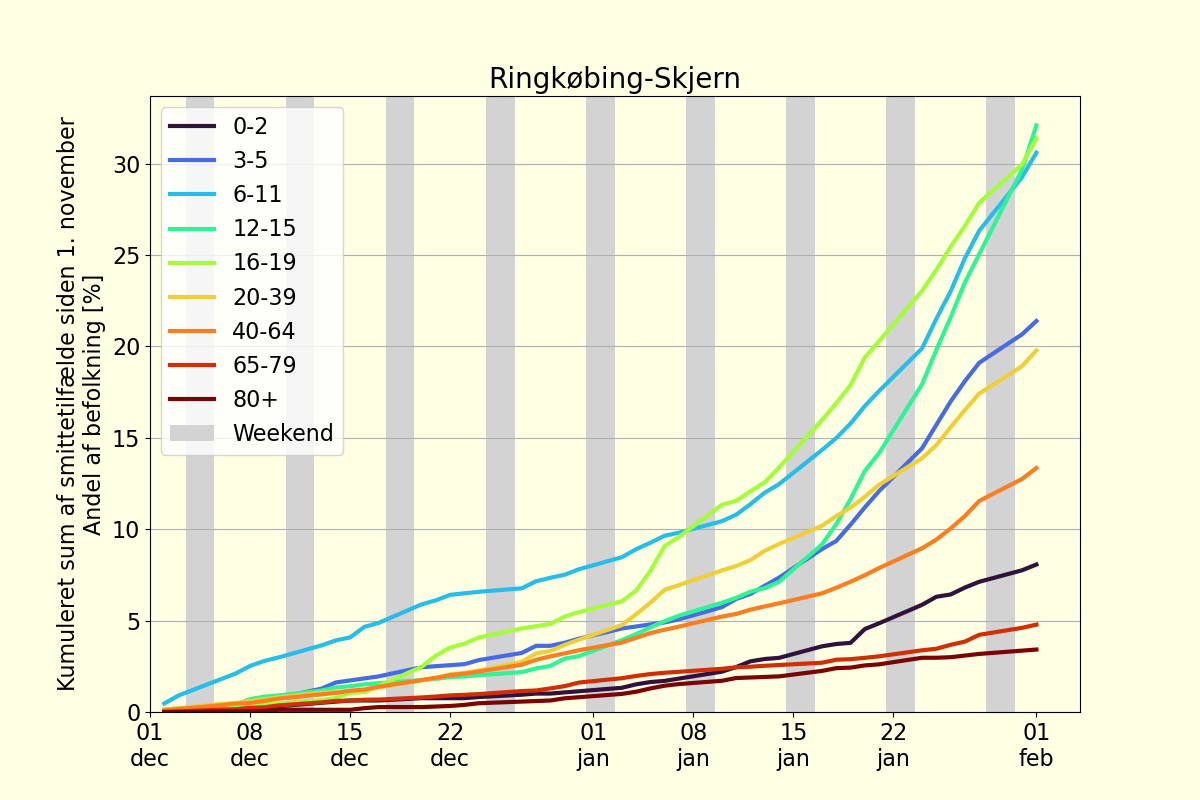 Ringkøbing-Skjern
Kumuleret sum af smittetilfælde siden 1. november
Andel af befolkning [%]
30
25
20
15
10
5
0
0-2
3-5
6-11
12-15
16-19
20-39
40-64
65-79
80+
Weekend
01 08 15 22 01 08 15 22 01
dec dec dec dec jan jan jan jan feb